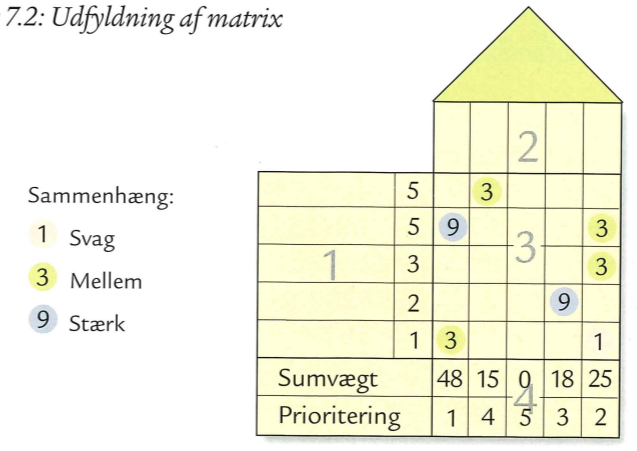 7.2: Udfyldning af matrix
2
Sammenhæng:
1 Svag
3 Mellem
9 Stærk
1
3
5 3
5 9 3
3 3
2 9
1 3 1
Sumvægt 48 15 0 18 25
4
Prioritering 1 4 5 3 2